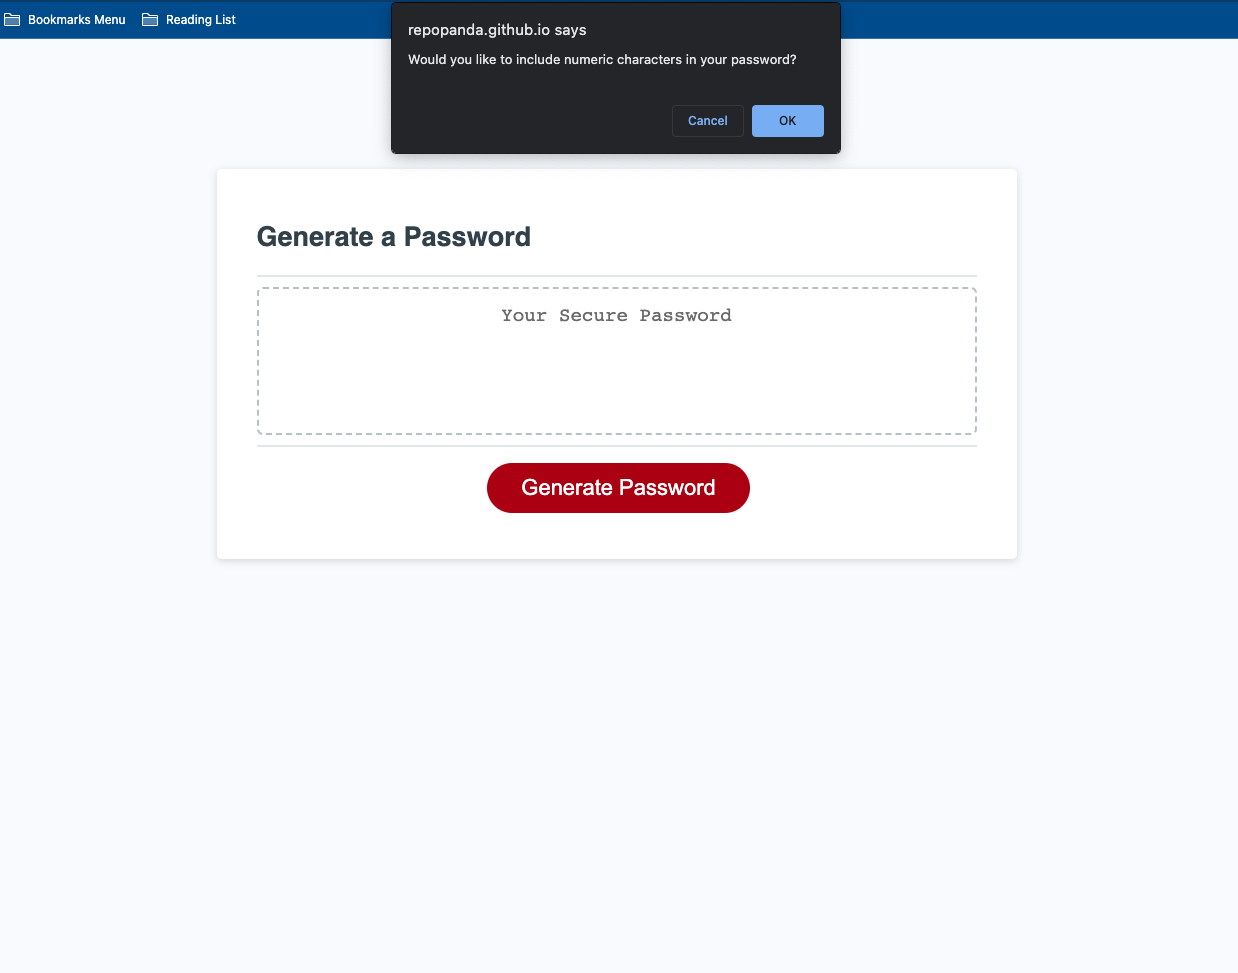 Bookmarks Menu Reading List
repopanda.github.io says
Would you like to include numeric characters in your password?
Cancel OK
Generate a Password
Your Secure Password
Generate Password